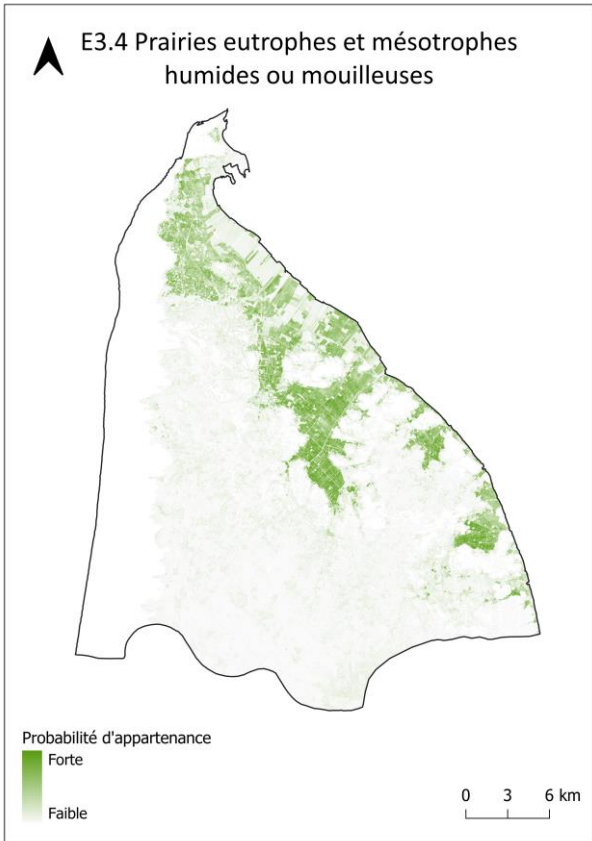 E3.4 Prairies eutrophes et mésotrophes
humides ou mouilleuses
Probabilité d'appartenance
Forte
Faible
0 3 6 km